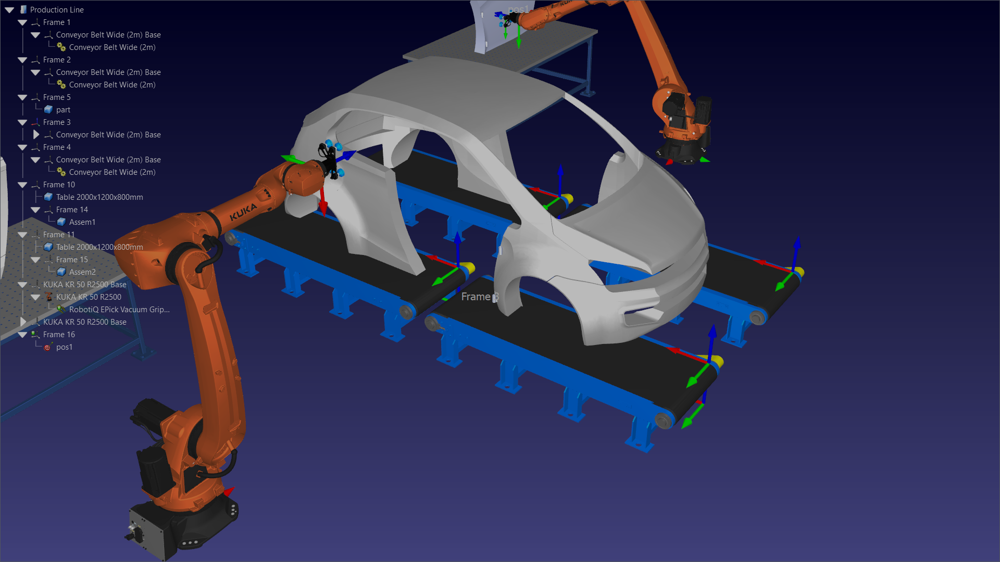 Production Line
Frame 1
Conveyor Belt Wide (2m) Base
Conveyor Belt Wide (2m)
Frame 2
Conveyor Belt Wide (2m) Base
Conveyor Belt Wide (2m)
Frame 5
part
Frame 3
Conveyor Belt Wide (2m) Base
Frame 4
Conveyor Belt Wide (2m) Base
Conveyor Belt Wide (2m)
Frame 10
Table 2000x1200x800mm
Frame 14
Assem1
Frame 11
Table 2000x1200x800mm
Frame 15
Assem2
KUKA KR 50 R2500 Base
KUKA KR 50 R2500
RobotiQ EPick Vacuum Grip...
KUKA KR 50 R2500 Base
Frame 16
pos1
pos1
KUKA
KUKA
Frame 3